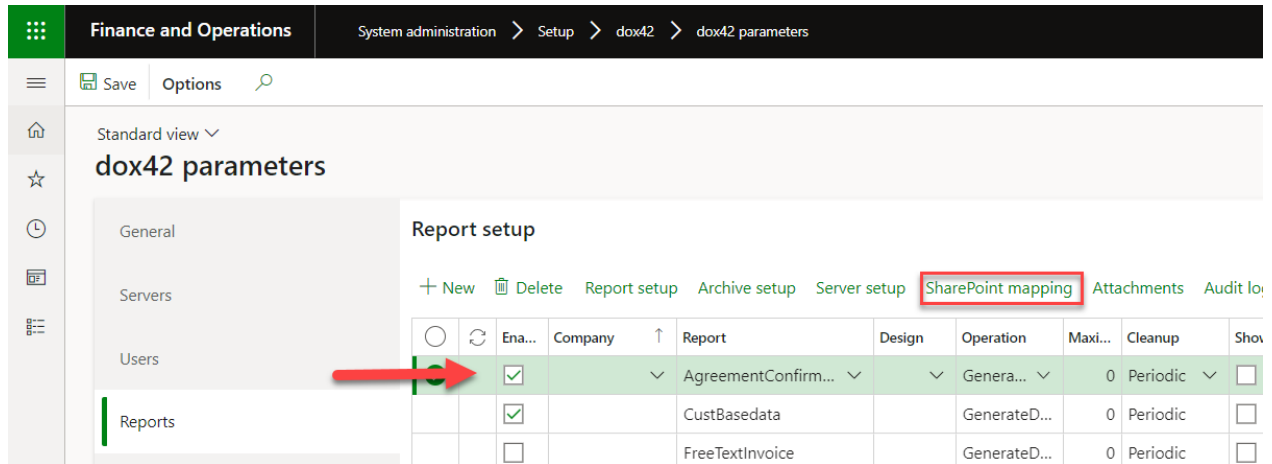 Finance and Operations System administration > Setup > dox42 > dox42 parameters
Save Options
Standard view
dox42 parameters
General
Servers
Users
Reports
Report setup
+ New Delete Report setup Archive setup Server setup SharePoint mapping Attachments Audit lo
Ena... Company ↑ Report Design Operation Maxi... Cleanup Show
AgreementConfirm... Genera... 0 Periodic
CustBasedata GenerateD... 0 Periodic
FreeTextInvoice GenerateD... 0 Periodic